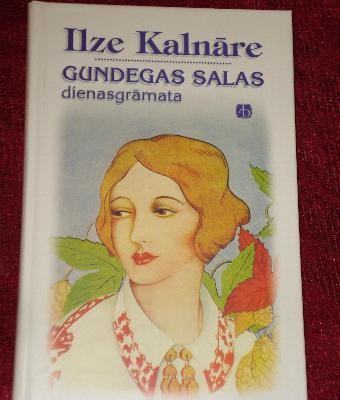 Ilze Kalnāre
GUNDEGAS SALAS
dienasgrāmata